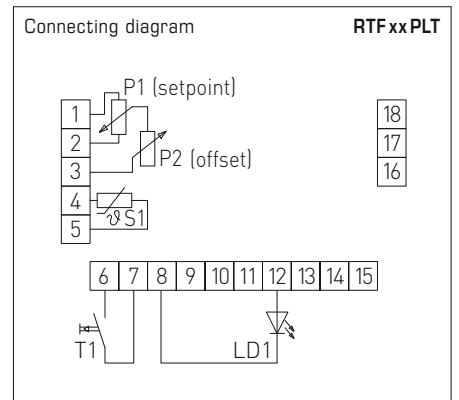 Connecting diagram RTF xx PLT
P1 (setpoint)
1
18
2
17
P2 (offset)
3
16
4
ϑ S1
5
6 7 8 9 10 11 12 13 14 15
T1 LD1